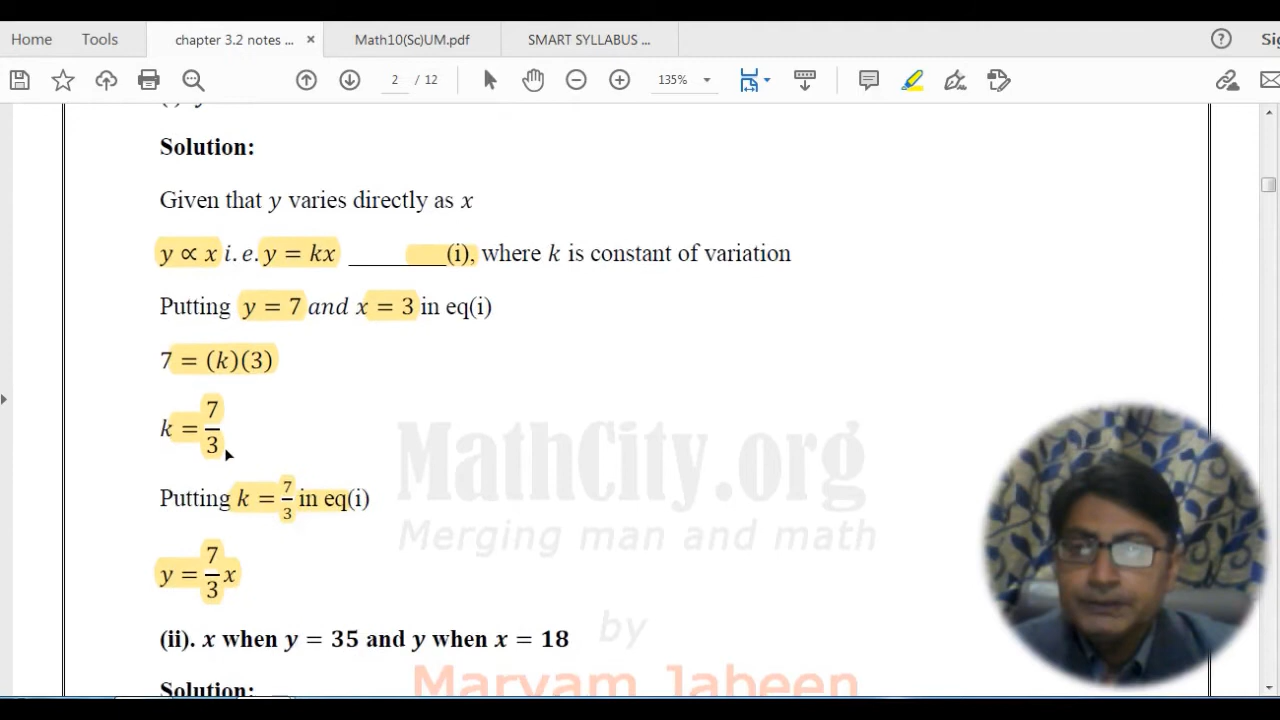 Home Tools chapter 3.2 notes ... × Math10(Sc)UM.pdf SMART SYLLABUS ...
2 / 12 135%
Solution:
Given that y varies directly as x
y ∝ x i.e. y = kx ________(i), where k is constant of variation
Putting y = 7 and x = 3 in eq(i)
7 = (k)(3)
k = 7/3
Putting k = 7/3 in eq(i)
y = 7/3 x
(ii). x when y = 35 and y when x = 18
Solution:
MathCity.org
Merging man and math
by
Maryam Jabeen